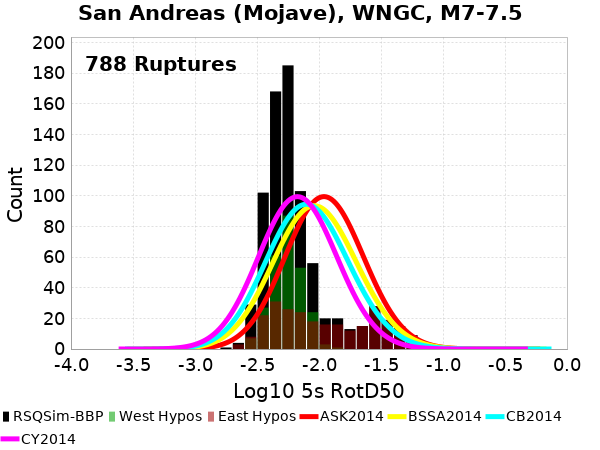 San Andreas (Mojave), WNGC, M7-7.5
788 Ruptures
Count
200
180
160
140
120
100
80
60
40
20
0
-4.0 -3.5 -3.0 -2.5 -2.0 -1.5 -1.0 -0.5 0.0
Log10 5s RotD50
RSQSim-BBP West Hypos East Hypos ASK2014 BSSA2014 CB2014
CY2014